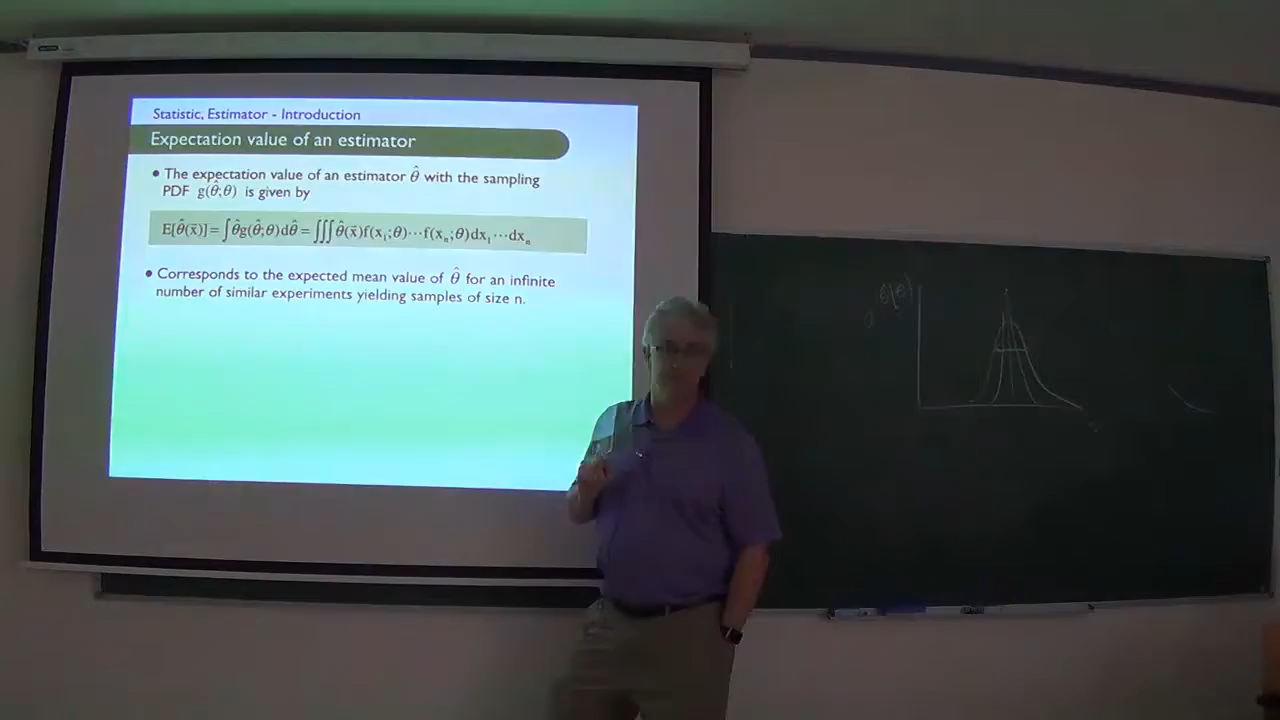 Statistic, Estimator - Introduction
Expectation value of an estimator
• The expectation value of an estimator θ̂ with the sampling
PDF g(θ̂;θ) is given by
E[θ̂(x⃗)]=∫θ̂g(θ̂;θ)dθ̂=∫∫∫θ̂(x⃗)f(x₁;θ)⋯f(xₙ;θ)dx₁⋯dxₙ
• Corresponds to the expected mean value of θ̂ for an infinite
number of similar experiments yielding samples of size n.